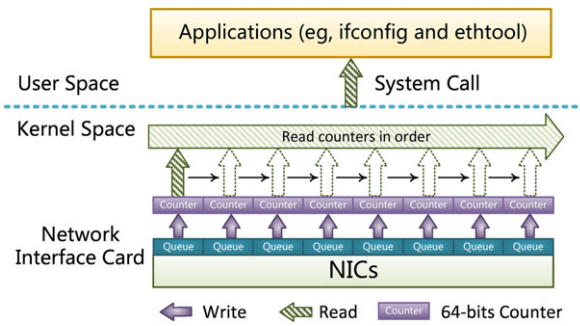 Applications (eg, ifconfig and ethtool)
User Space
System Call
Kernel Space
Read counters in order
Counter Counter Counter Counter Counter Counter Counter Counter
Network
Interface Card
Queue Queue Queue Queue Queue Queue Queue Queue
NICs
Write
Read
Counter
64-bits Counter